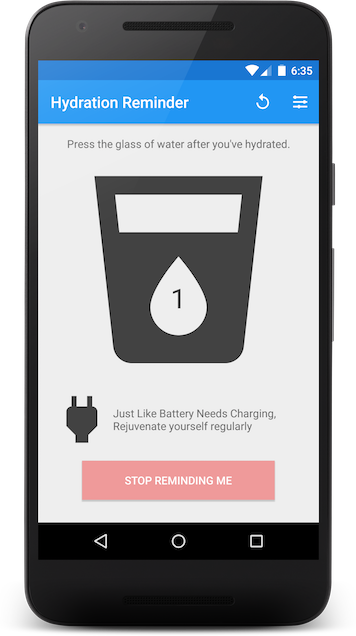 6:35
Hydration Reminder
Press the glass of water after you've hydrated.
1
Just Like Battery Needs Charging,
Rejuvenate yourself regularly
STOP REMINDING ME